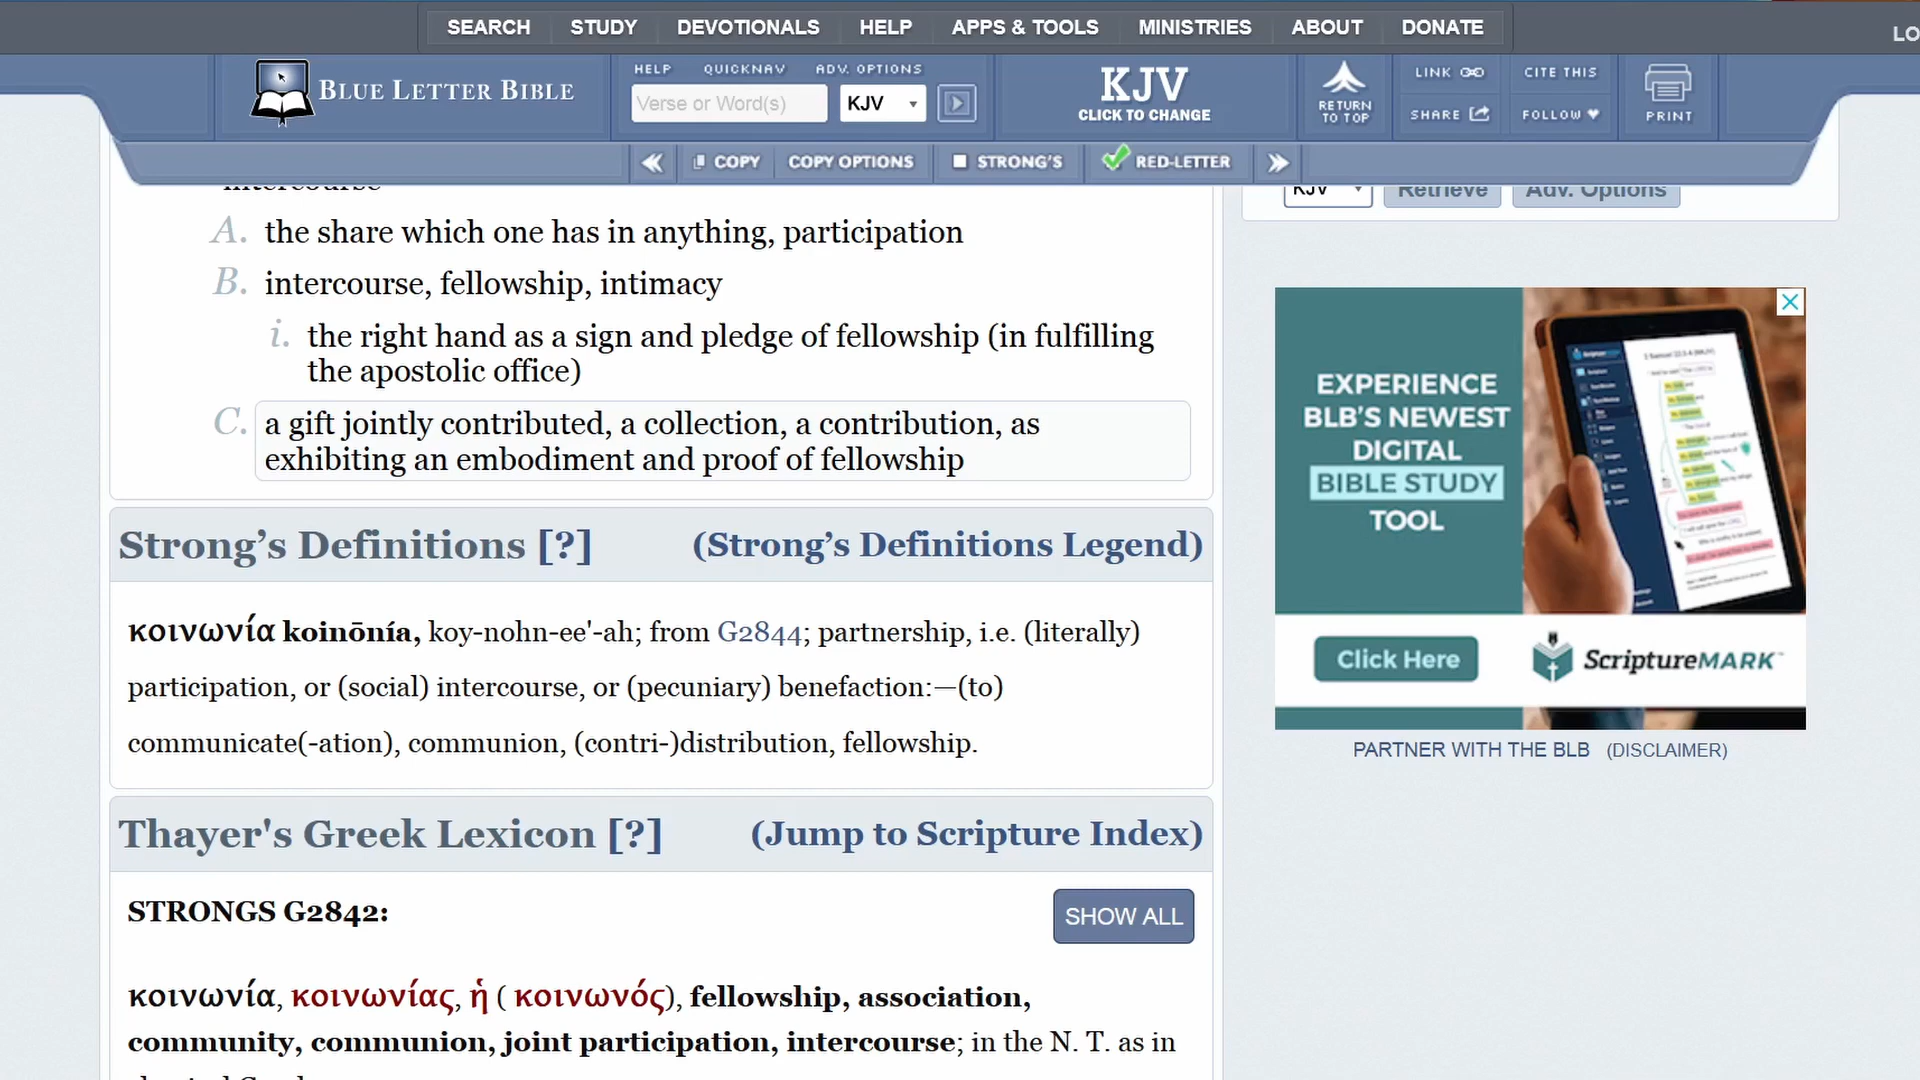 SEARCH STUDY DEVOTIONALS HELP APPS & TOOLS MINISTRIES ABOUT DONATE LO
BLUE LETTER BIBLE
HELP QUICKNAV ADV. OPTIONS
Verse or Word(s) KJV
KJV
CLICK TO CHANGE
RETURN
TO TOP
LINK CITE THIS
SHARE FOLLOW
PRINT
COPY COPY OPTIONS STRONG'S RED-LETTER
intercourse
A. the share which one has in anything, participation
B. intercourse, fellowship, intimacy
i. the right hand as a sign and pledge of fellowship (in fulfilling
the apostolic office)
C. a gift jointly contributed, a collection, a contribution, as
exhibiting an embodiment and proof of fellowship
Strong’s Definitions [?] (Strong’s Definitions Legend)
κοινωνία koinōnía, koy-nohn-ee'-ah; from G2844; partnership, i.e. (literally)
participation, or (social) intercourse, or (pecuniary) benefaction:—(to)
communicate(-ation), communion, (contri-)distribution, fellowship.
Thayer's Greek Lexicon [?] (Jump to Scripture Index)
STRONGS G2842:
SHOW ALL
κοινωνία, κοινωνίας, ἡ ( κοινωνός), fellowship, association,
community, communion, joint participation, intercourse; in the N. T. as in
KJV Retrieve Adv. Options
EXPERIENCE
BLB'S NEWEST
DIGITAL
BIBLE STUDY
TOOL
Click Here ScriptureMARK™
PARTNER WITH THE BLB (DISCLAIMER)